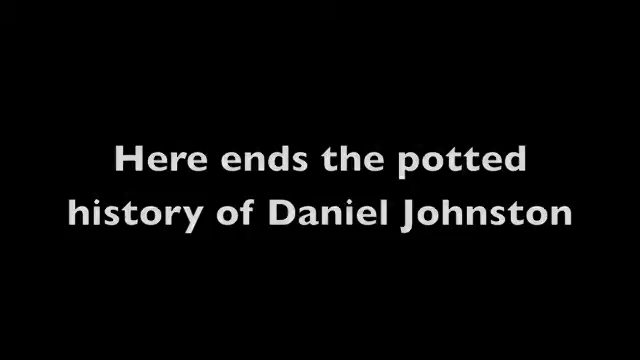 Here ends the potted
history of Daniel Johnston